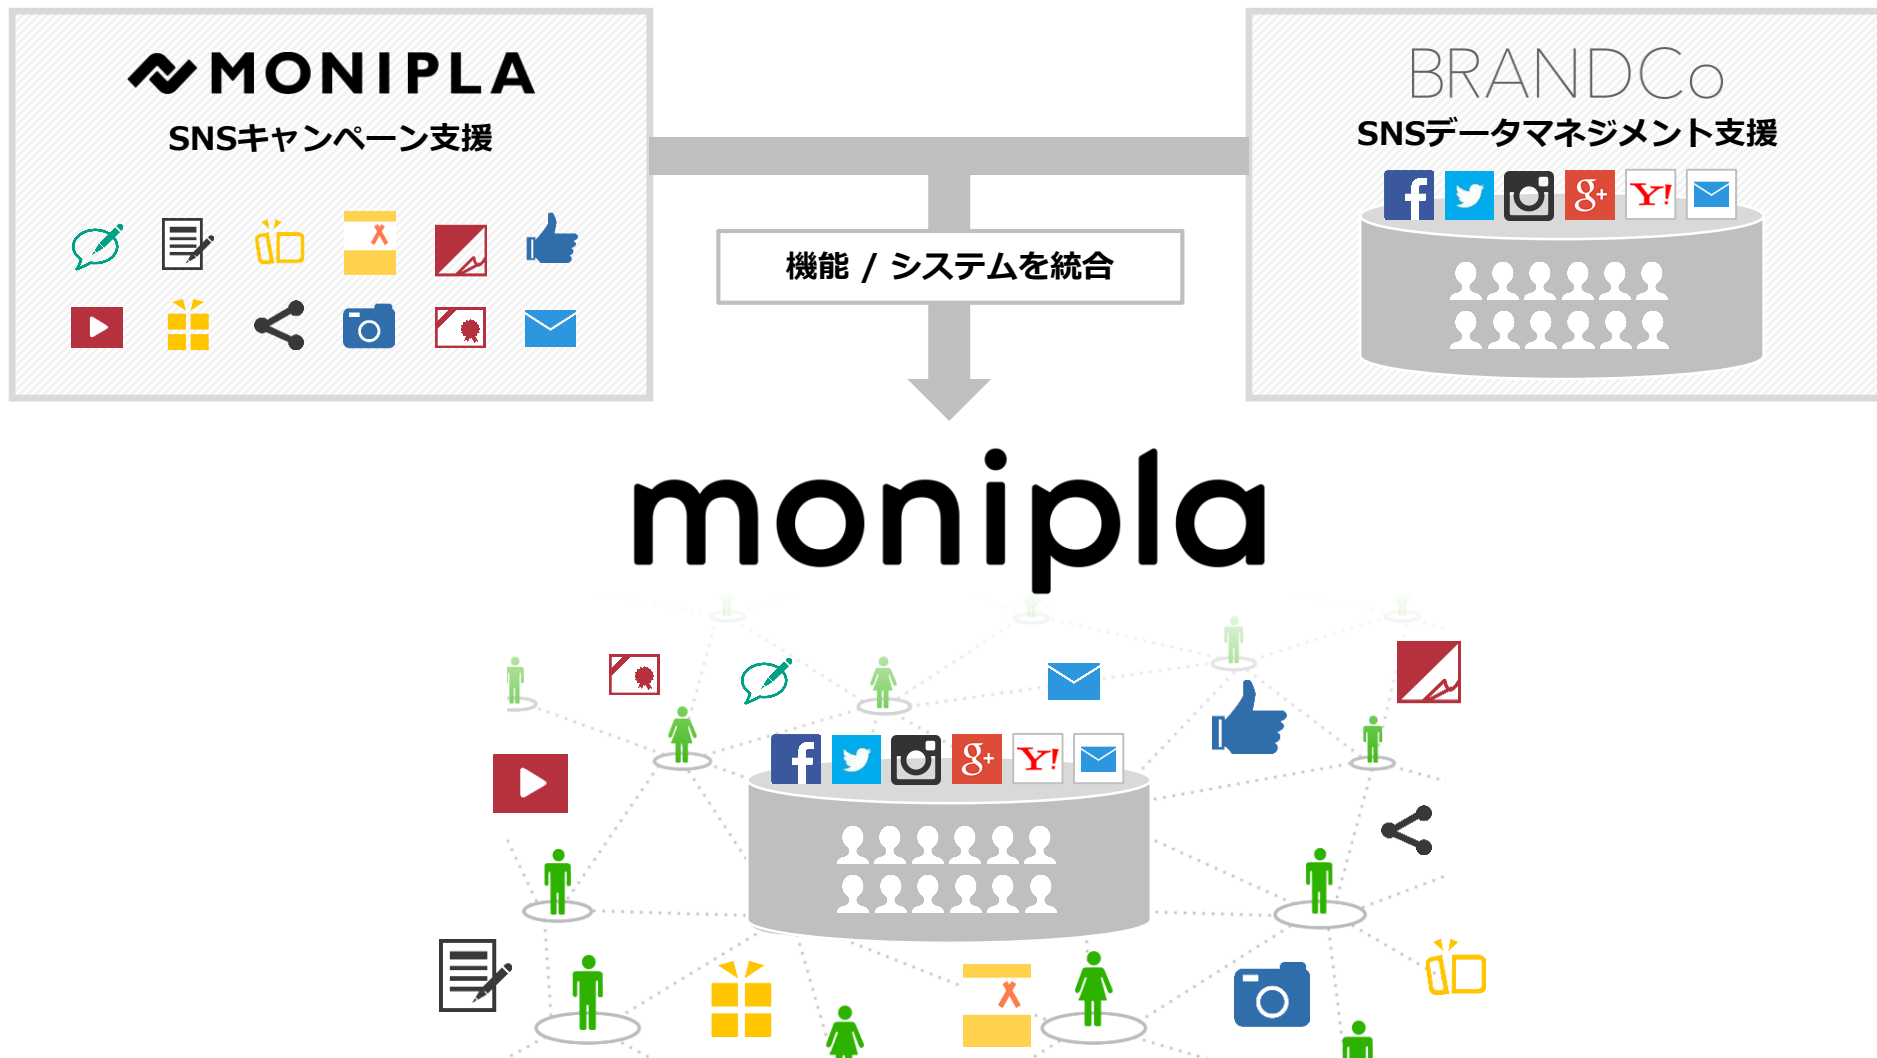 MONIPLA
SNSキャンペーン支援
BRANDCo
SNSデータマネジメント支援
g+
Y!
機能 / システムを統合
monipla
g+
Y!